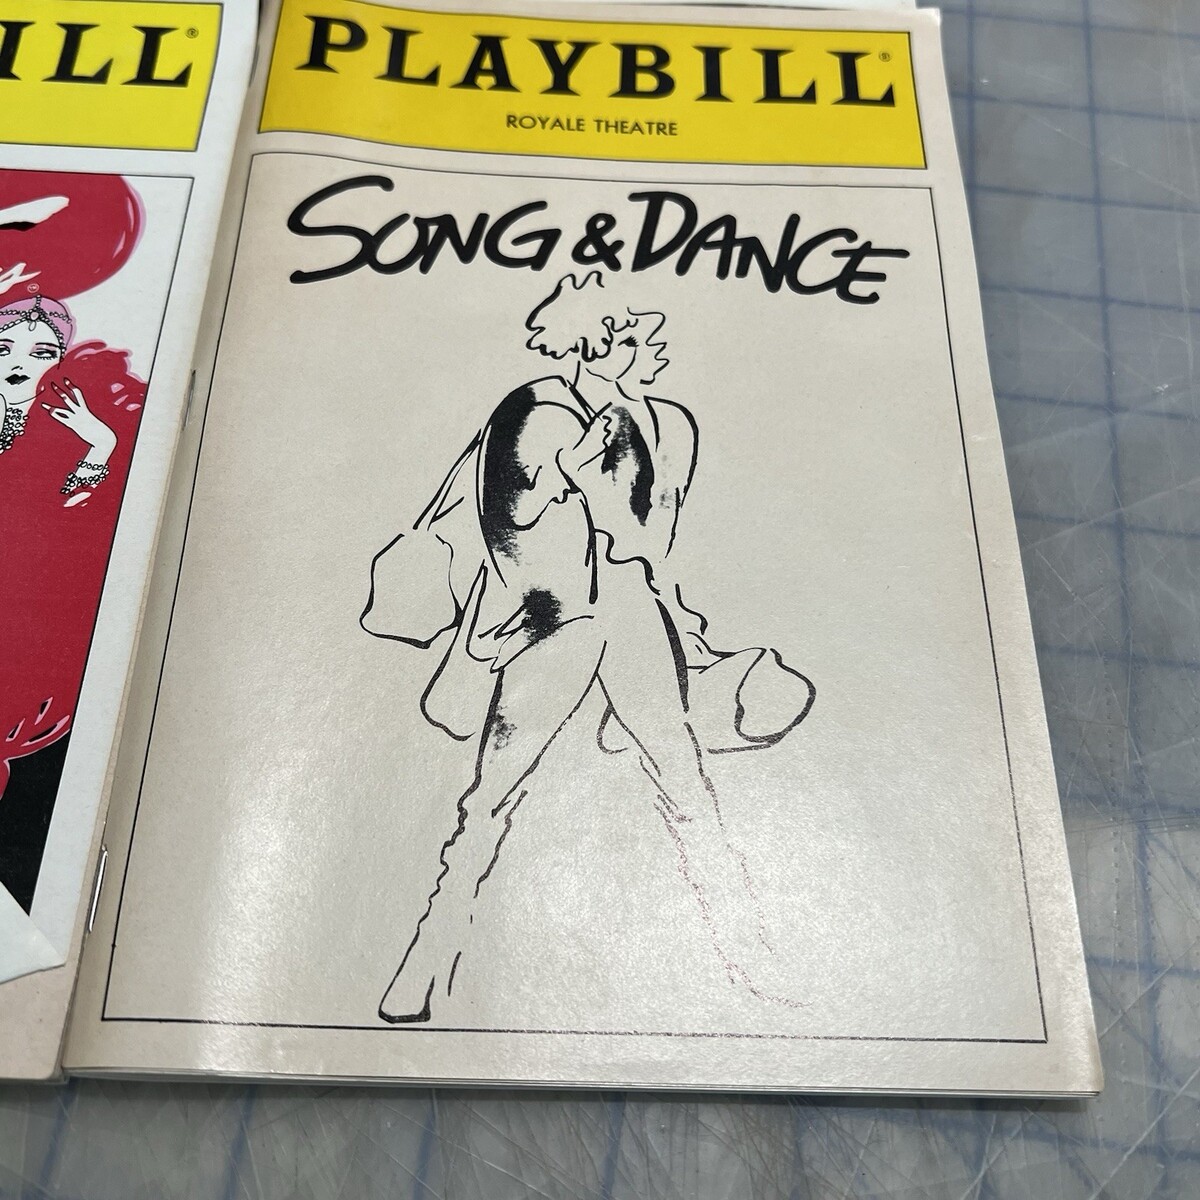 ILL®
PLAYBILL®
ROYALE THEATRE
SONG & DANCE